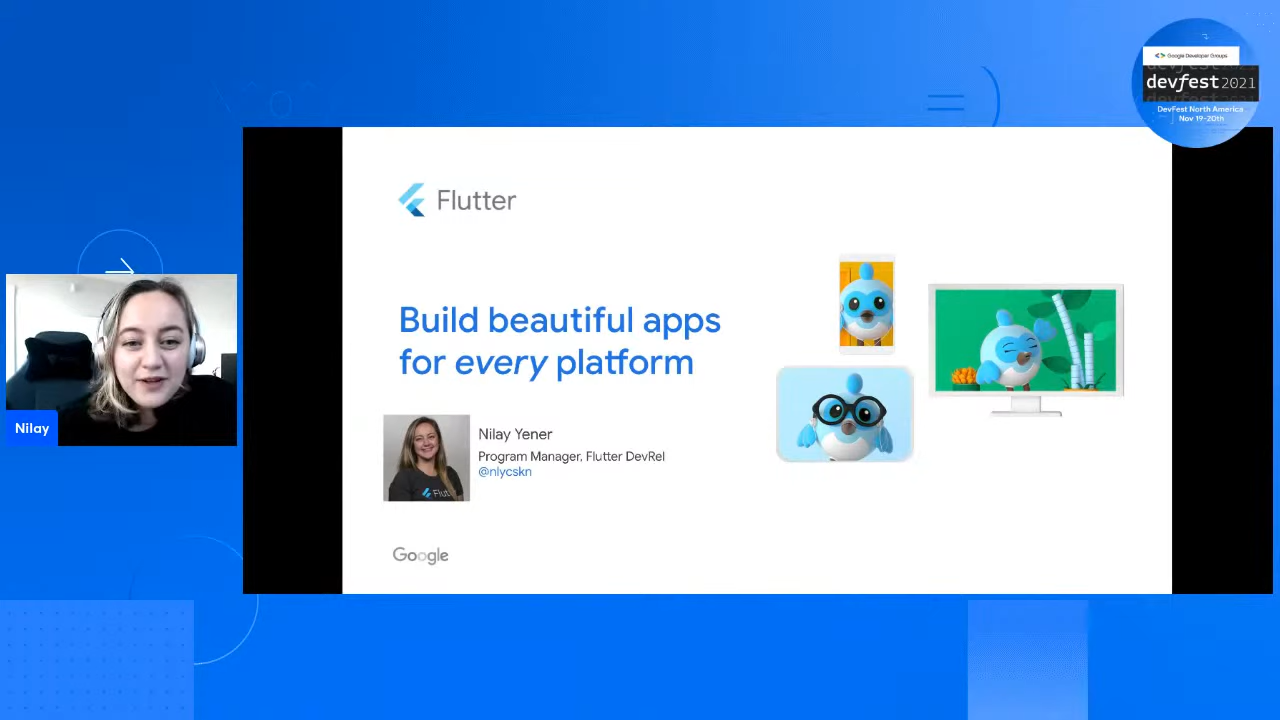 Google Developer Groups
devfest 2021
DevFest North America
Nov 19-20th
Flutter
Build beautiful apps
for every platform
Nilay Yener
Program Manager, Flutter DevRel
@nlycskn
Google
Nilay